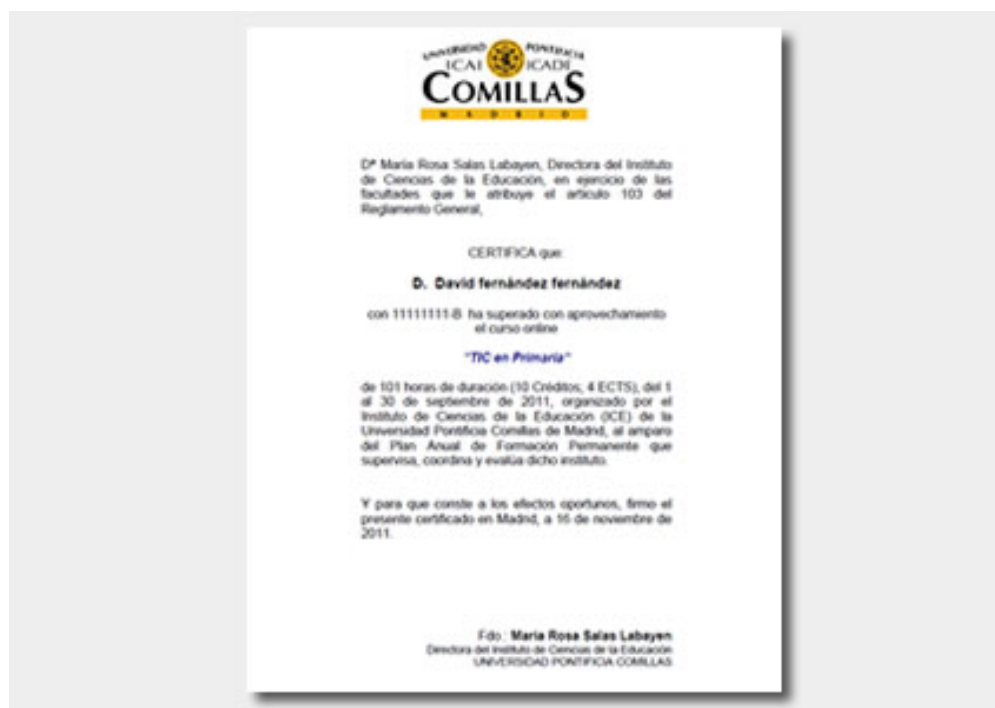 UNIVERSIDAD PONTIFICIA
ICAI ICADE
COMILLAS
MADRID
Dª María Rosa Salas Labayen, Directora del Instituto
de Ciencias de la Educación, en ejercicio de las
facultades que le atribuye el artículo 103 del
Reglamento General,
CERTIFICA que:
D. David fernández fernández
con 11111111-B ha superado con aprovechamiento
el curso online
"TIC en Primaria"
de 101 horas de duración (10 Créditos, 4 ECTS), del 1
al 30 de septiembre de 2011, organizado por el
Instituto de Ciencias de la Educación (ICE) de la
Universidad Pontificia Comillas de Madrid, al amparo
del Plan Anual de Formación Permanente que
supervisa, coordina y evalúa dicho instituto.
Y para que conste a los efectos oportunos, firmo el
presente certificado en Madrid, a 16 de noviembre de
2011.
Fdo.: María Rosa Salas Labayen
Directora del Instituto de Ciencias de la Educación
UNIVERSIDAD PONTIFICIA COMILLAS